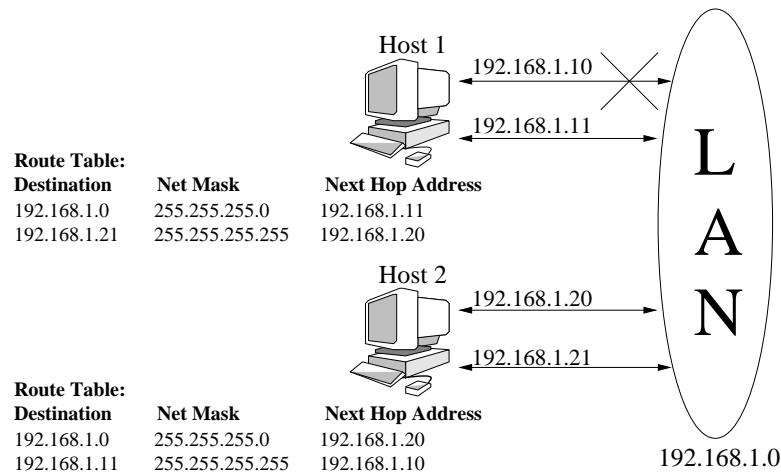 Host 1
192.168.1.10
192.168.1.11
Route Table:
Destination Net Mask Next Hop Address
192.168.1.0 255.255.255.0 192.168.1.11
192.168.1.21 255.255.255.255 192.168.1.20
L
A
N
Host 2
192.168.1.20
192.168.1.21
Route Table:
Destination Net Mask Next Hop Address
192.168.1.0 255.255.255.0 192.168.1.20
192.168.1.11 255.255.255.255 192.168.1.10
192.168.1.0